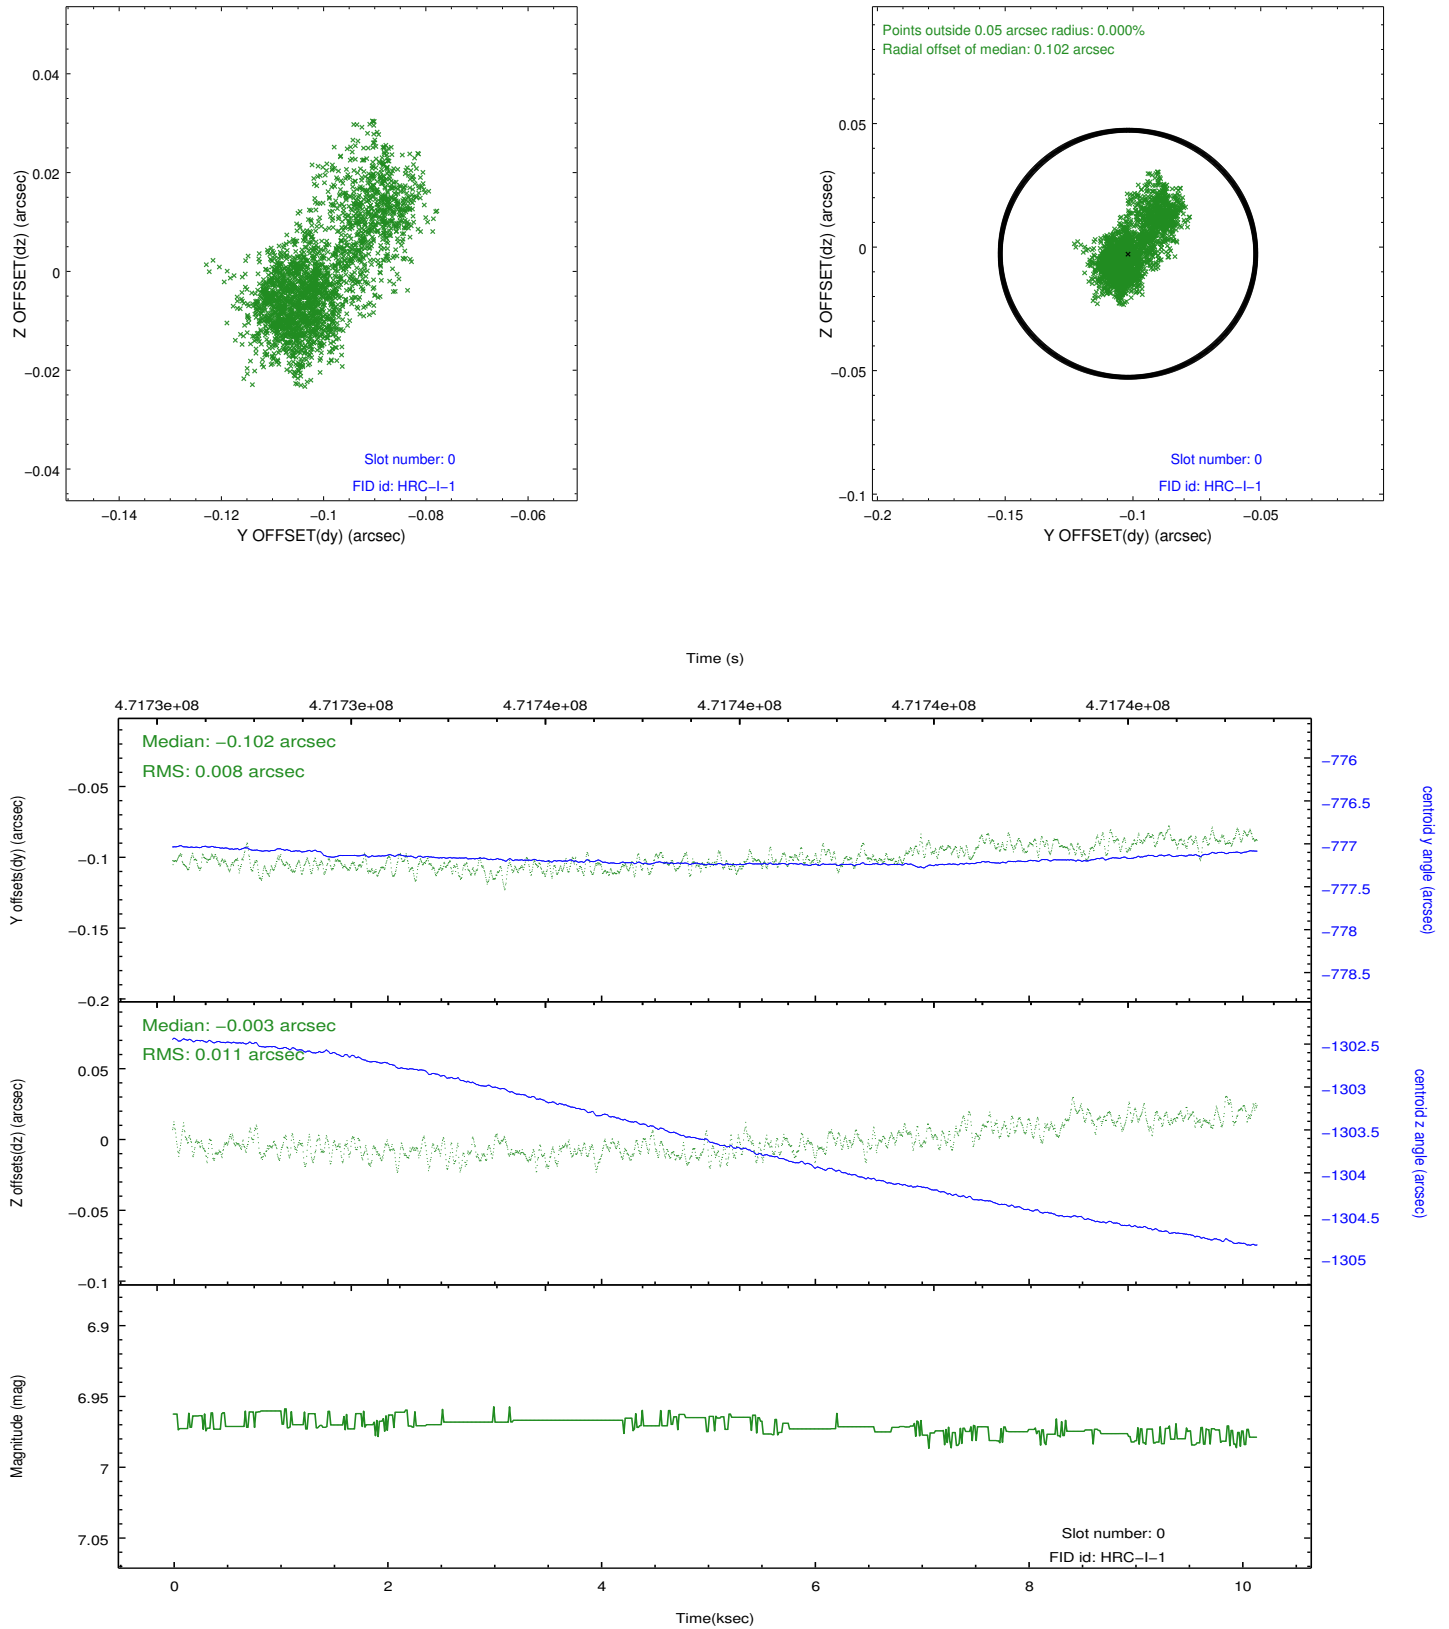 0.04
0.02
0
−0.02
−0.04
Z OFFSET(dz) (arcsec)
Slot number: 0
FID id: HRC−I−1
−0.14 −0.12 −0.1 −0.08 −0.06
Y OFFSET(dy) (arcsec)
Points outside 0.05 arcsec radius: 0.000%
Radial offset of median: 0.102 arcsec
0.05
0
−0.05
−0.1
Z OFFSET(dz) (arcsec)
Slot number: 0
FID id: HRC−I−1
−0.2 −0.15 −0.1 −0.05
Y OFFSET(dy) (arcsec)
Time (s)
4.7173e+08 4.7173e+08 4.7174e+08 4.7174e+08 4.7174e+08 4.7174e+08
Median: −0.102 arcsec
RMS: 0.008 arcsec
−0.05
−0.1
−0.15
−0.2
Y offsets(dy) (arcsec)
−776
−776.5
−777
−777.5
−778
−778.5
centroid y angle (arcsec)
Median: −0.003 arcsec
RMS: 0.011 arcsec
0.05
0
−0.05
−0.1
Z offsets(dz) (arcsec)
−1302.5
−1303
−1303.5
−1304
−1304.5
−1305
centroid z angle (arcsec)
6.9
6.95
7
7.05
Magnitude (mag)
Slot number: 0
FID id: HRC−I−1
0 2 4 6 8 10
Time(ksec)